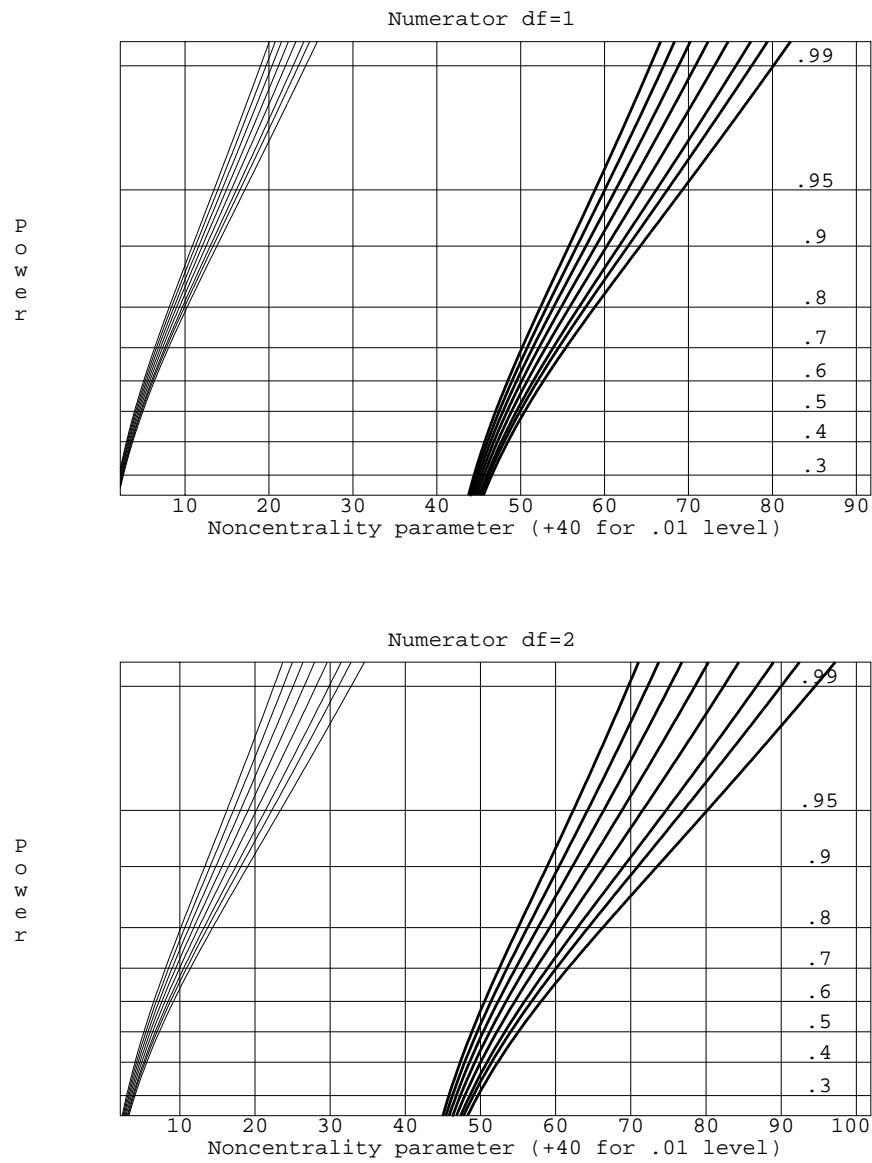 Numerator df=1
.99
.95
.9
.8
.7
.6
.5
.4
.3
Power
10 20 30 40 50 60 70 80 90
Noncentrality parameter (+40 for .01 level)
Numerator df=2
.99
.95
.9
.8
.7
.6
.5
.4
.3
Power
10 20 30 40 50 60 70 80 90 100
Noncentrality parameter (+40 for .01 level)